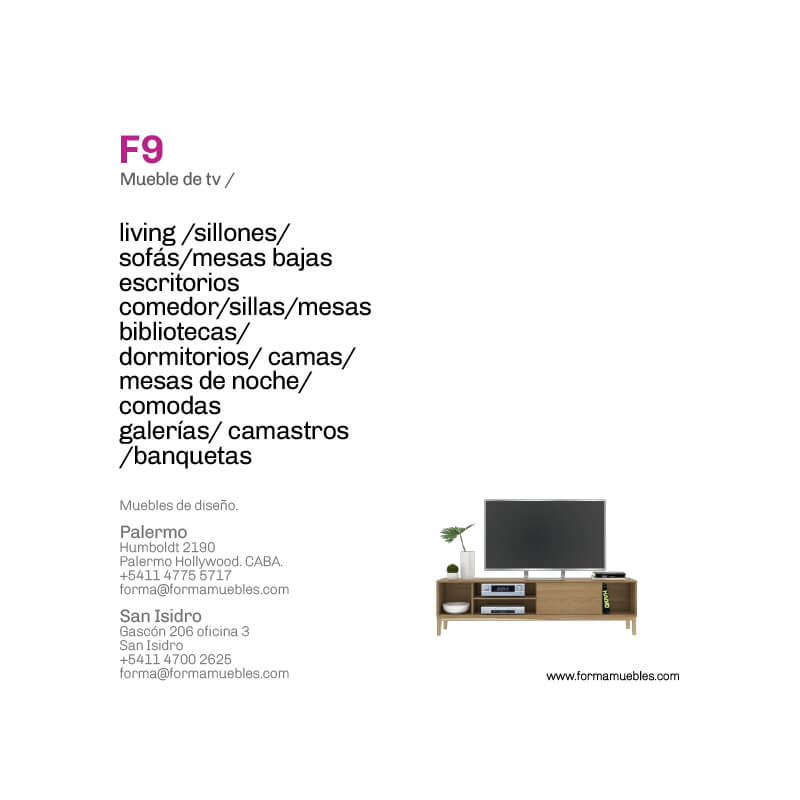 F9
Mueble de tv /
living /sillones/
sofás/mesas bajas
escritorios
comedor/sillas/mesas
bibliotecas/
dormitorios/ camas/
mesas de noche/
comodas
galerías/ camastros
/banquetas
Muebles de diseño.
Palermo
Humboldt 2190
Palermo Hollywood. CABA.
+5411 4775 5717
forma@formamuebles.com
San Isidro
Gascón 206 oficina 3
San Isidro
+5411 4700 2625
forma@formamuebles.com
www.formamuebles.com